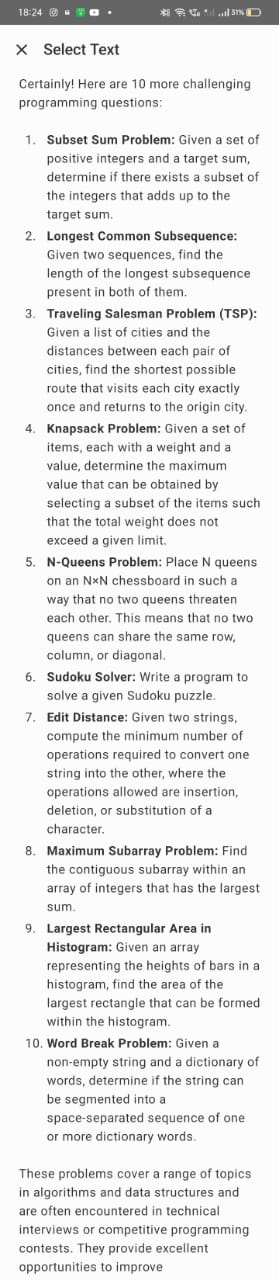 18:24
31%
Select Text
Certainly! Here are 10 more challenging
programming questions:
1. Subset Sum Problem: Given a set of
positive integers and a target sum,
determine if there exists a subset of
the integers that adds up to the
target sum.
2. Longest Common Subsequence:
Given two sequences, find the
length of the longest subsequence
present in both of them.
3. Traveling Salesman Problem (TSP):
Given a list of cities and the
distances between each pair of
cities, find the shortest possible
route that visits each city exactly
once and returns to the origin city.
4. Knapsack Problem: Given a set of
items, each with a weight and a
value, determine the maximum
value that can be obtained by
selecting a subset of the items such
that the total weight does not
exceed a given limit.
5. N-Queens Problem: Place N queens
on an N×N chessboard in such a
way that no two queens threaten
each other. This means that no two
queens can share the same row,
column, or diagonal.
6. Sudoku Solver: Write a program to
solve a given Sudoku puzzle.
7. Edit Distance: Given two strings,
compute the minimum number of
operations required to convert one
string into the other, where the
operations allowed are insertion,
deletion, or substitution of a
character.
8. Maximum Subarray Problem: Find
the contiguous subarray within an
array of integers that has the largest
sum.
9. Largest Rectangular Area in
Histogram: Given an array
representing the heights of bars in a
histogram, find the area of the
largest rectangle that can be formed
within the histogram.
10. Word Break Problem: Given a
non-empty string and a dictionary of
words, determine if the string can
be segmented into a
space-separated sequence of one
or more dictionary words.
These problems cover a range of topics
in algorithms and data structures and
are often encountered in technical
interviews or competitive programming
contests. They provide excellent
opportunities to improve